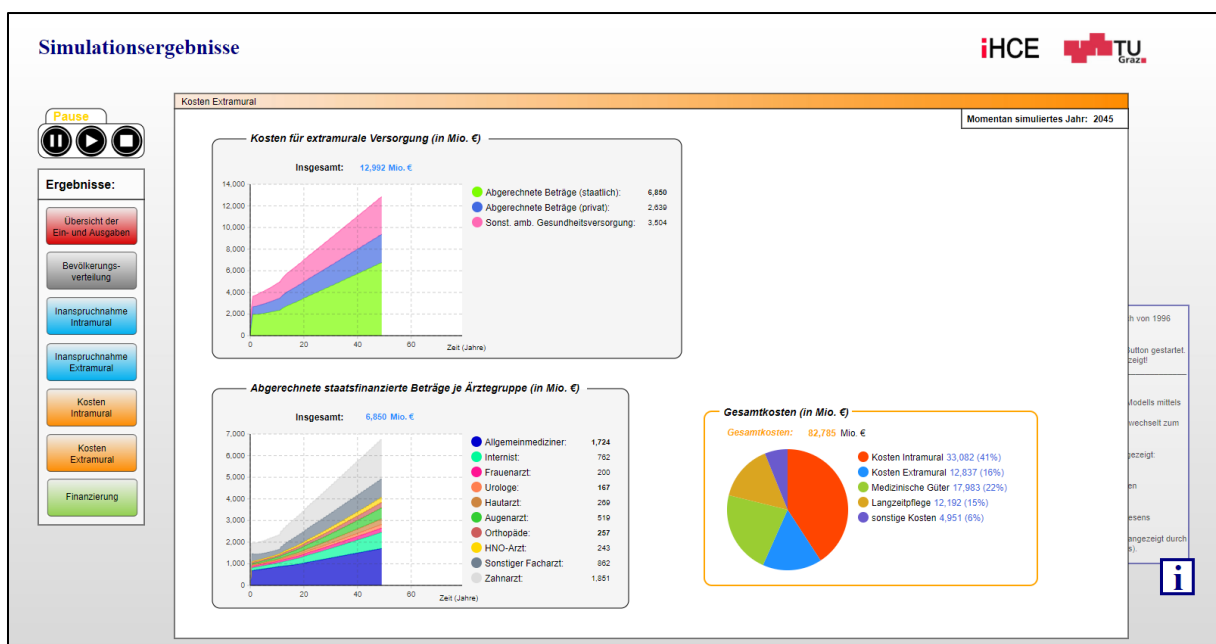 Simulationsergebnisse
iHCE
TU
Graz
Kosten Extramural
Momentan simuliertes Jahr: 2045
Pause
Ergebnisse:
Übersicht der
Ein- und Ausgaben
Bevölkerungs-
verteilung
Inanspruchnahme
Intramural
Inanspruchnahme
Extramural
Kosten
Intramural
Kosten
Extramural
Finanzierung
Kosten für extramurale Versorgung (in Mio. €)
Insgesamt: 12,992 Mio. €
14,000
12,000
10,000
8,000
6,000
4,000
2,000
0
0 20 40 60
Zeit (Jahre)
Abgerechnete Beträge (staatlich): 6,850
Abgerechnete Beträge (privat): 2,639
Sonst. amb. Gesundheitsversorgung: 3,504
Abgerechnete staatsfinanzierte Beträge je Ärztegruppe (in Mio. €)
Insgesamt: 6,850 Mio. €
7,000
6,000
5,000
4,000
3,000
2,000
1,000
0
0 20 40 60
Zeit (Jahre)
Allgemeinmediziner: 1,724
Internist: 762
Frauenarzt: 200
Urologe: 167
Hautarzt: 269
Augenarzt: 519
Orthopäde: 257
HNO-Arzt: 243
Sonstiger Facharzt: 862
Zahnarzt: 1,851
Gesamtkosten (in Mio. €)
Gesamtkosten: 82,785 Mio. €
Kosten Intramural 33,082 (41%)
Kosten Extramural 12,837 (16%)
Medizinische Güter 17,983 (22%)
Langzeitpflege 12,192 (15%)
sonstige Kosten 4,951 (6%)
von 1996
Button gestartet.
zeigt!
Modells mittels
wechselt zum
gezeigt:
en
esens
angezeigt durch
s).
i